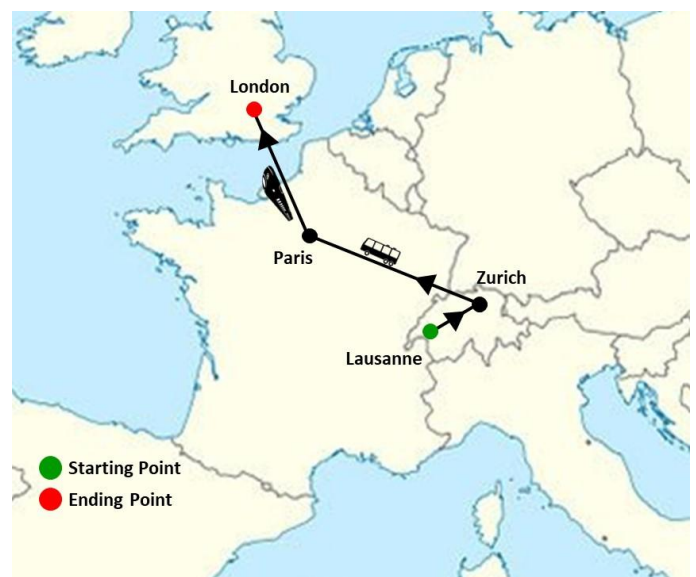 London
Paris
Zurich
Lausanne
Starting Point
Ending Point